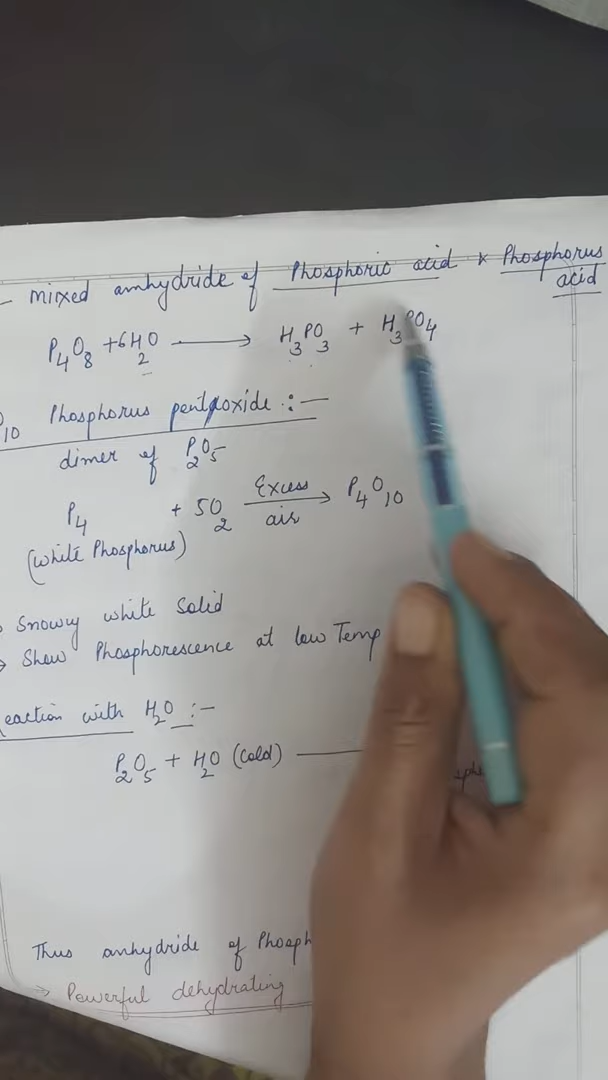 - Mixed anhydride of Phosphoric acid & Phosphorus acid
P4O8 + 6H2O → H3PO3 + H3PO4
10 Phosphorus pentaoxide :-
dimer of P2O5
P4 + 5O2 Excess air → P4O10
(White Phosphorus)
Snowy white Solid
→ Show Phosphorescence at low Temp
eaction with H2O :-
P2O5 + H2O (Cold)
Thus anhydride of Phosph
→ Powerful dehydrating